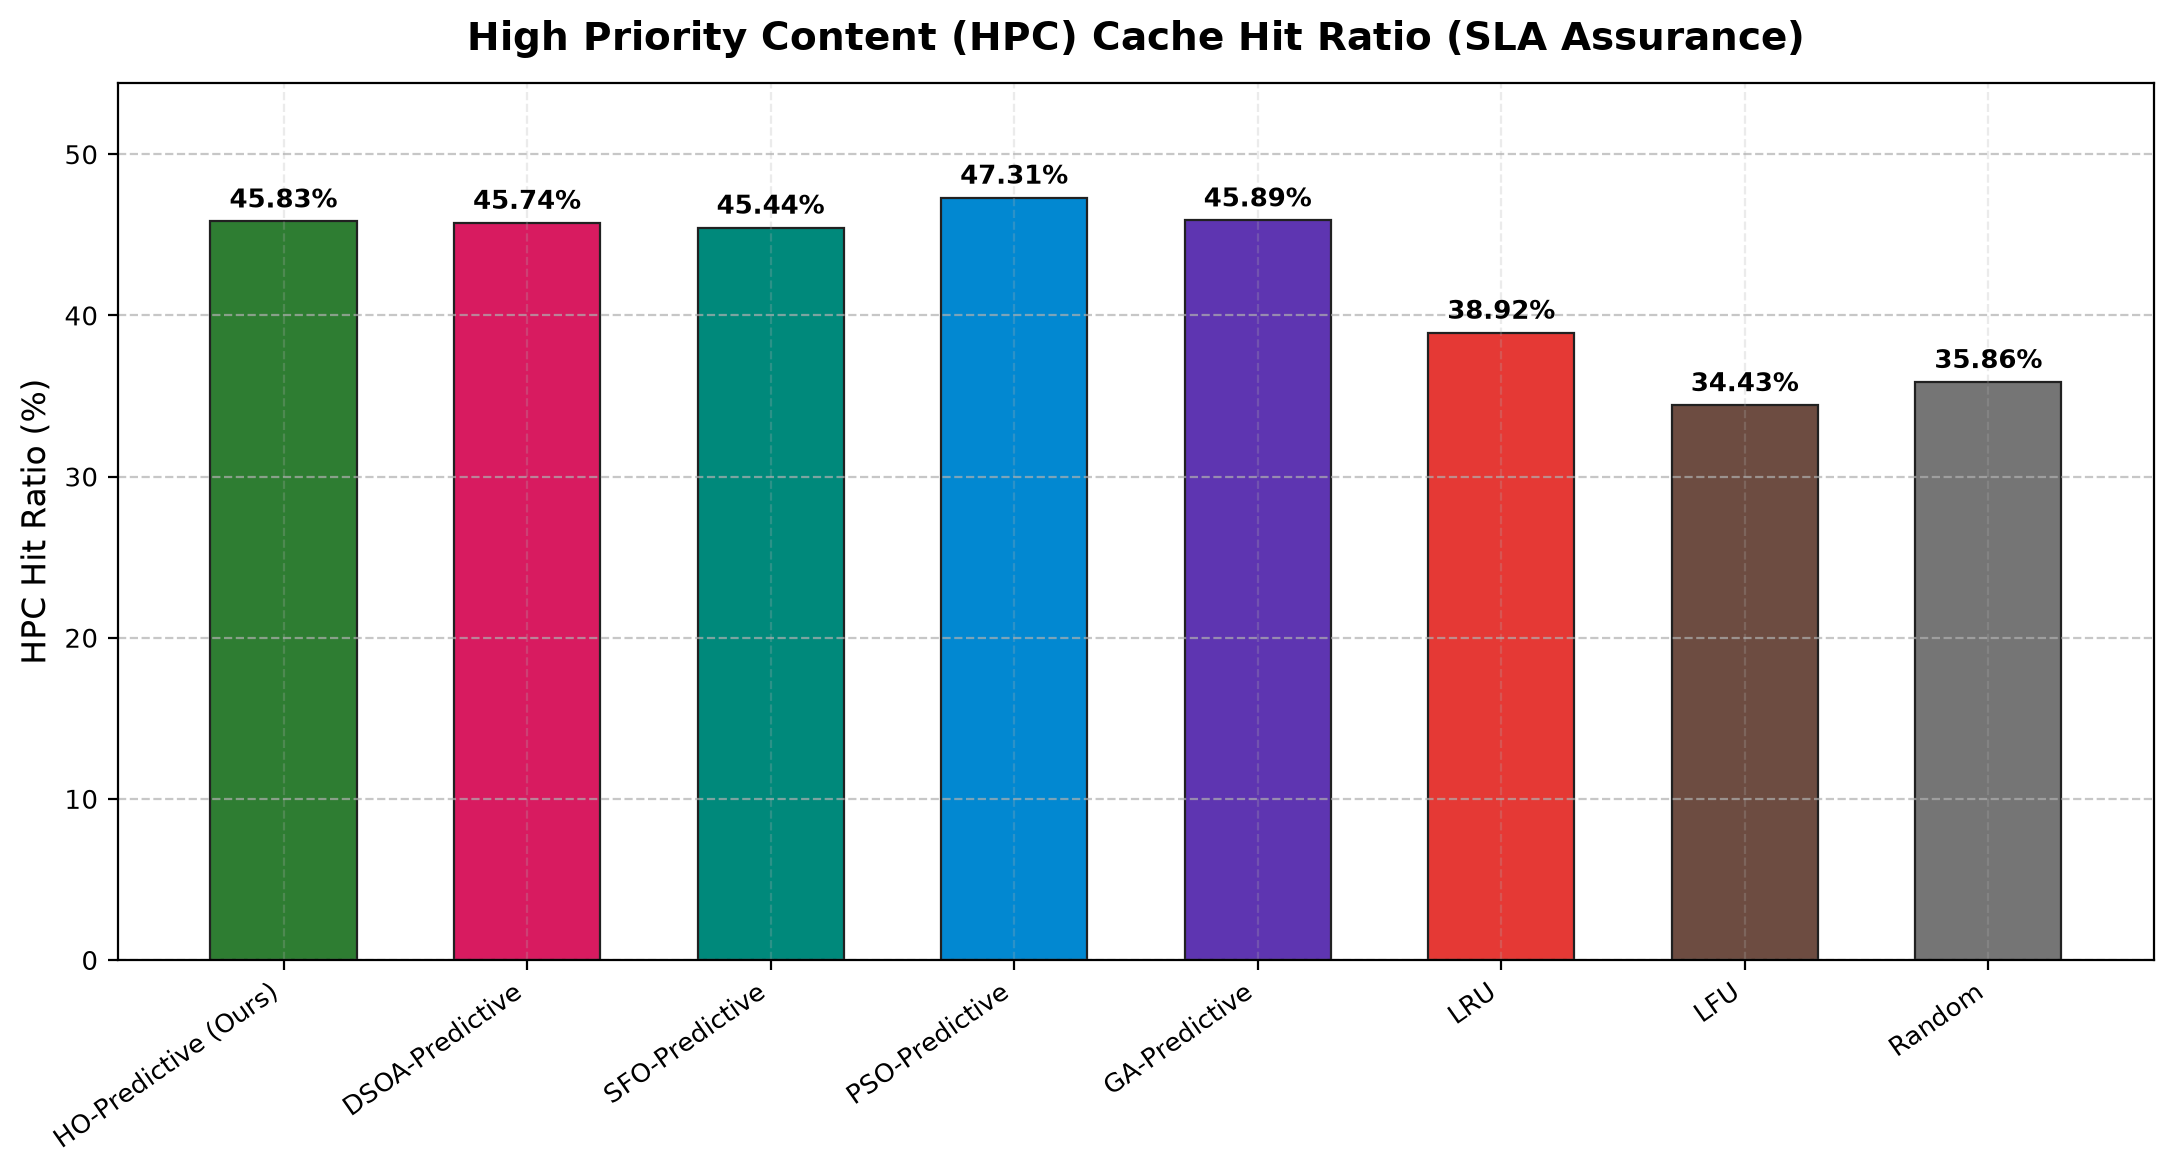 High Priority Content (HPC) Cache Hit Ratio (SLA Assurance)
HPC Hit Ratio (%)
50
40
30
20
10
0
45.83%
45.74%
45.44%
47.31%
45.89%
38.92%
34.43%
35.86%
HO-Predictive (Ours)
DSOA-Predictive
SFO-Predictive
PSO-Predictive
GA-Predictive
LRU
LFU
Random